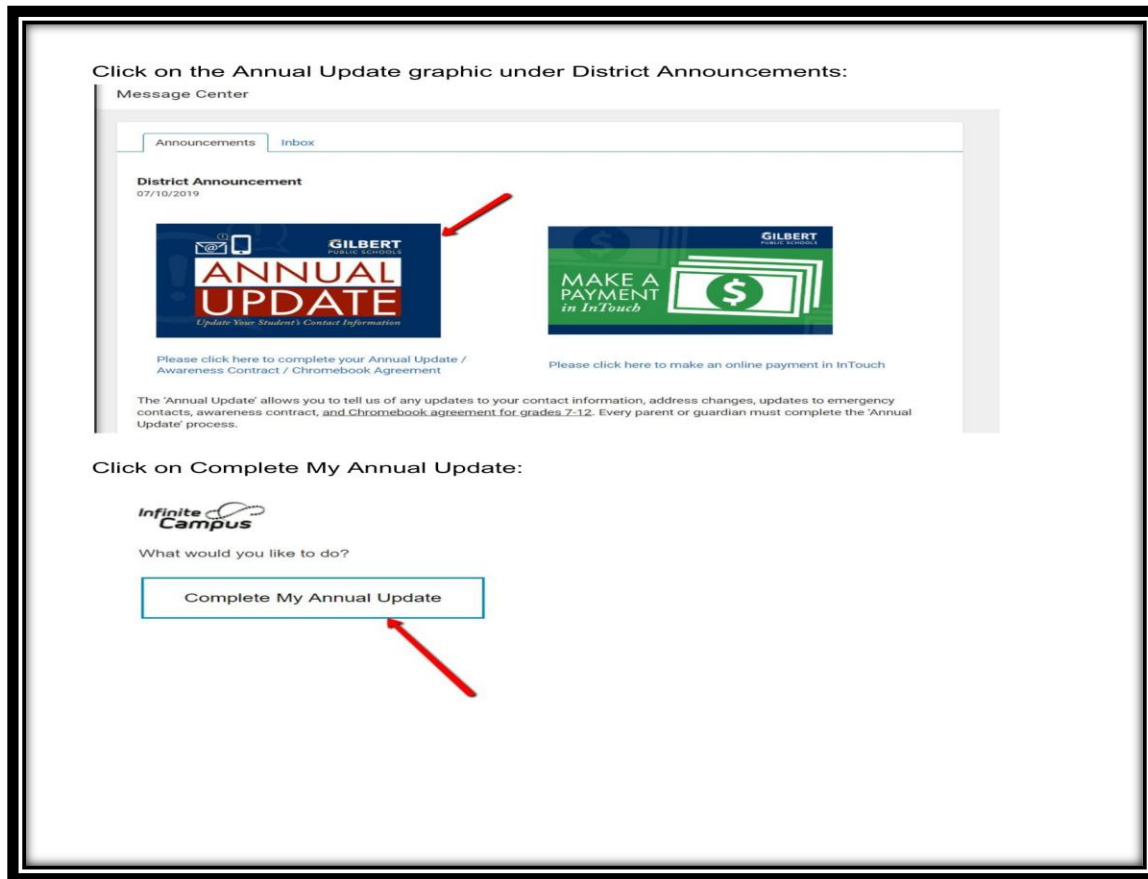 Click on the Annual Update graphic under District Announcements:
Message Center
Announcements Inbox
District Announcement
07/10/2019
GILBERT
PUBLIC SCHOOLS
ANNUAL
UPDATE
Update Your Student's Contact Information
GILBERT
PUBLIC SCHOOLS
MAKE A
PAYMENT
in InTouch
Please click here to complete your Annual Update /
Awareness Contract / Chromebook Agreement
Please click here to make an online payment in InTouch
The 'Annual Update' allows you to tell us of any updates to your contact information, address changes, updates to emergency
contacts, awareness contract, and Chromebook agreement for grades 7-12. Every parent or guardian must complete the 'Annual
Update' process.
Click on Complete My Annual Update:
Infinite
Campus
What would you like to do?
Complete My Annual Update